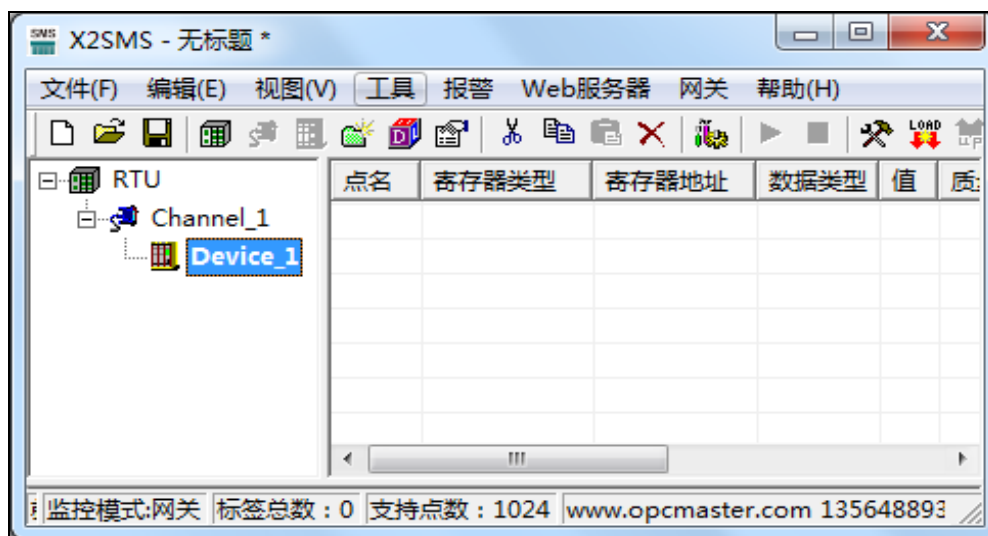 SMS X2SMS - 无标题 *
文件(F) 编辑(E) 视图(V) 工具 报警 Web服务器 网关 帮助(H)
LOAD
RTU
点名 寄存器类型 寄存器地址 数据类型 值
Channel_1
Device_1
监控模式:网关 标签总数：0 支持点数：1024 www.opcmaster.com 135648893